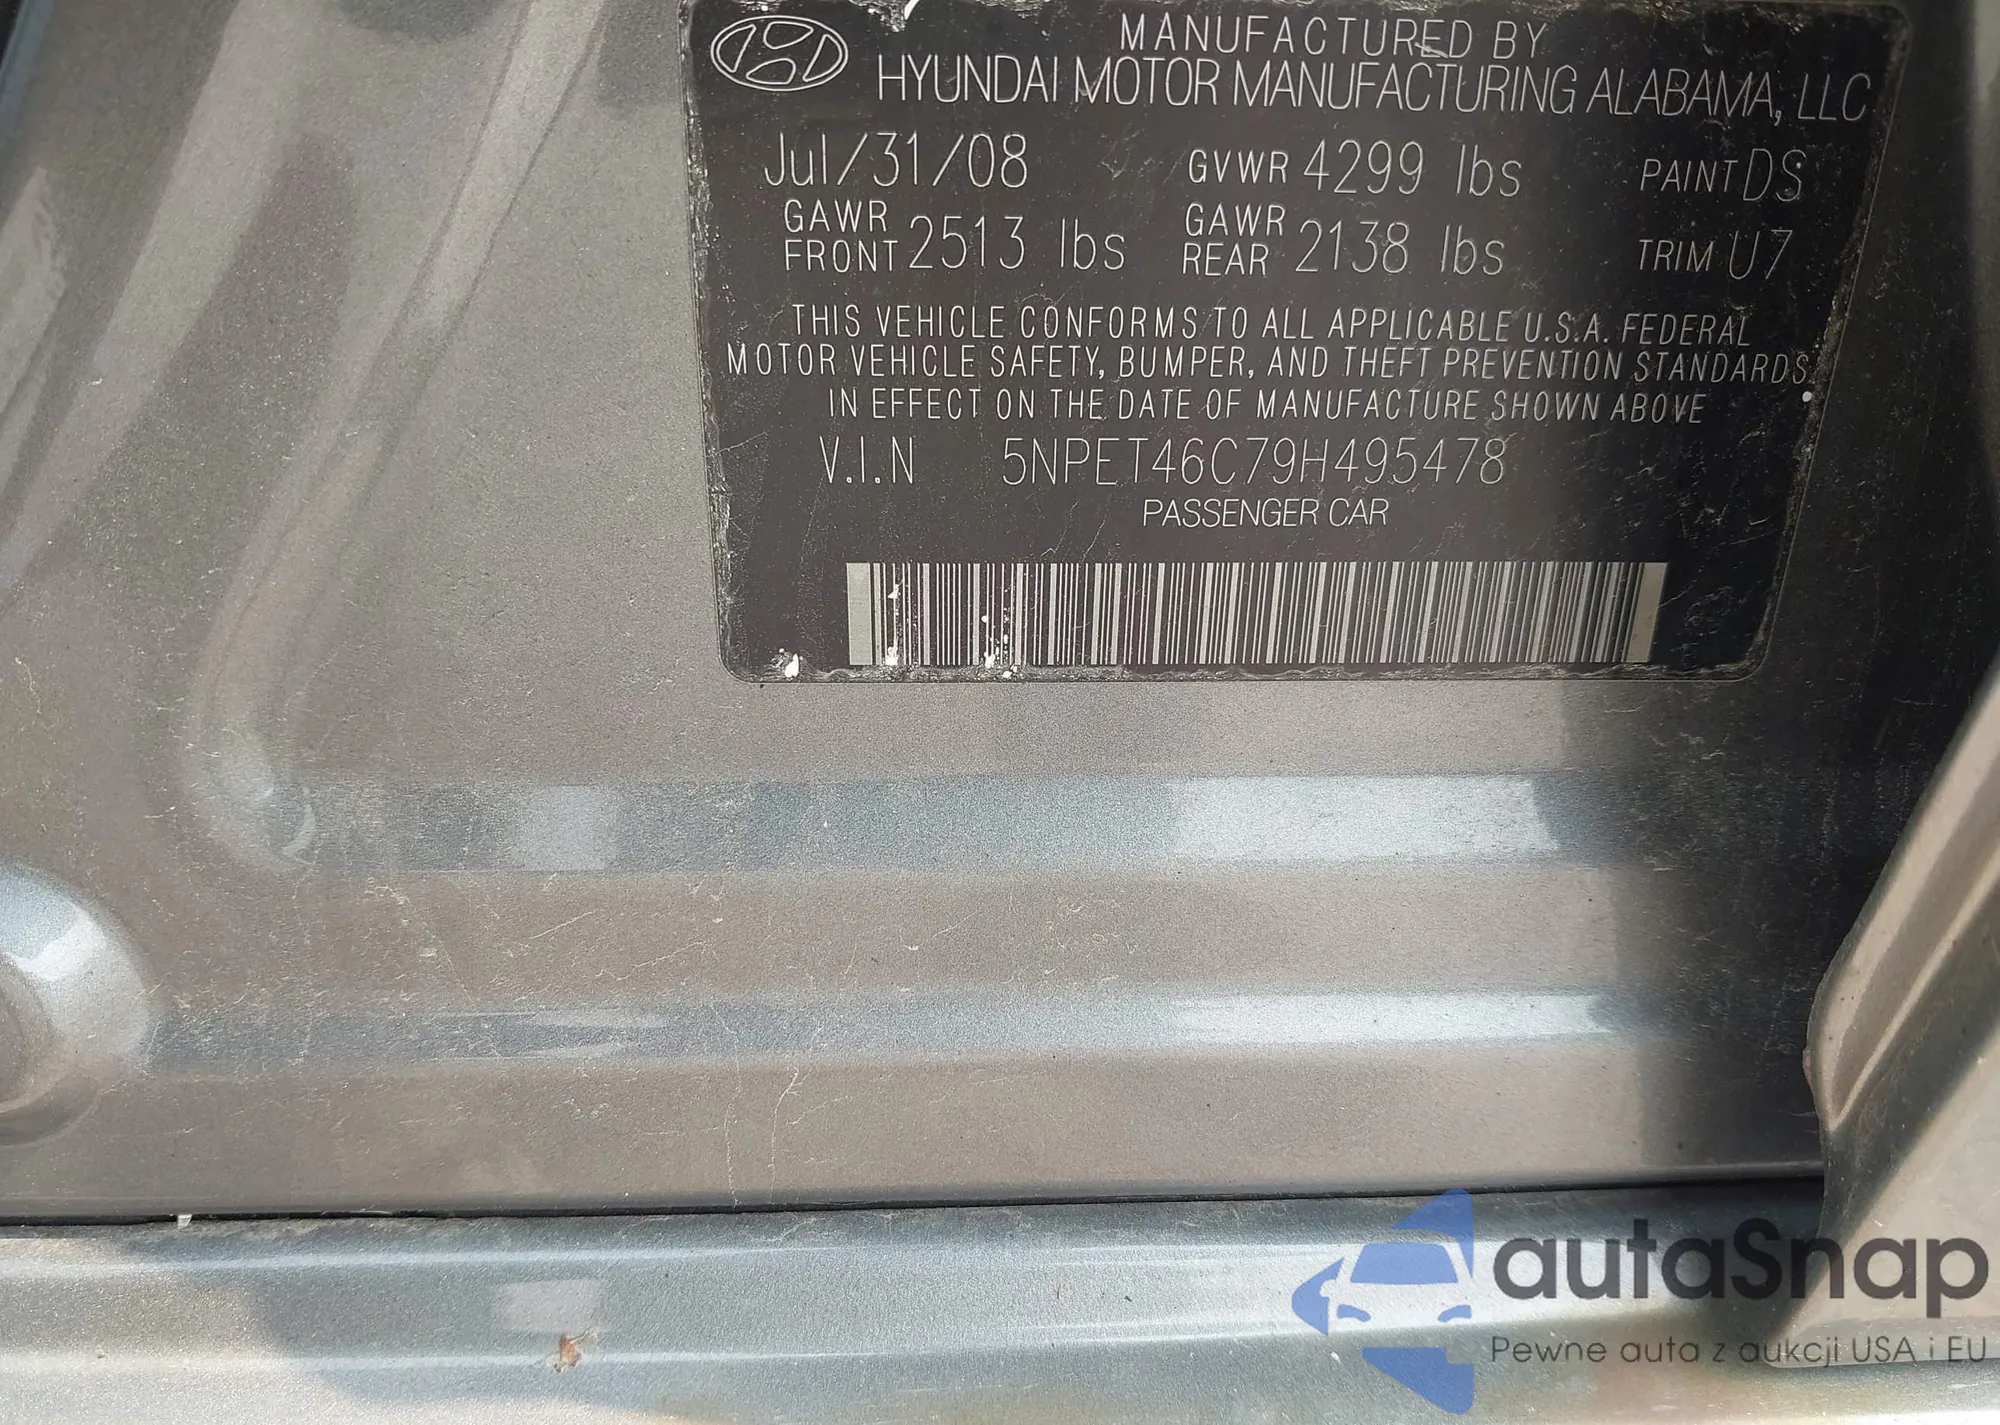 MANUFACTURED BY
HYUNDAI MOTOR MANUFACTURING ALABAMA, LLC
Jul/31/08 GVWR 4299 lbs PAINT DS
GAWR FRONT 2513 lbs GAWR REAR 2138 lbs TRIM U7
THIS VEHICLE CONFORMS TO ALL APPLICABLE U.S.A. FEDERAL
MOTOR VEHICLE SAFETY, BUMPER, AND THEFT PREVENTION STANDARDS
IN EFFECT ON THE DATE OF MANUFACTURE SHOWN ABOVE
V.I.N 5NPET46C79H495478
PASSENGER CAR
autaSnap
Pewne auta z aukcji USA i EU